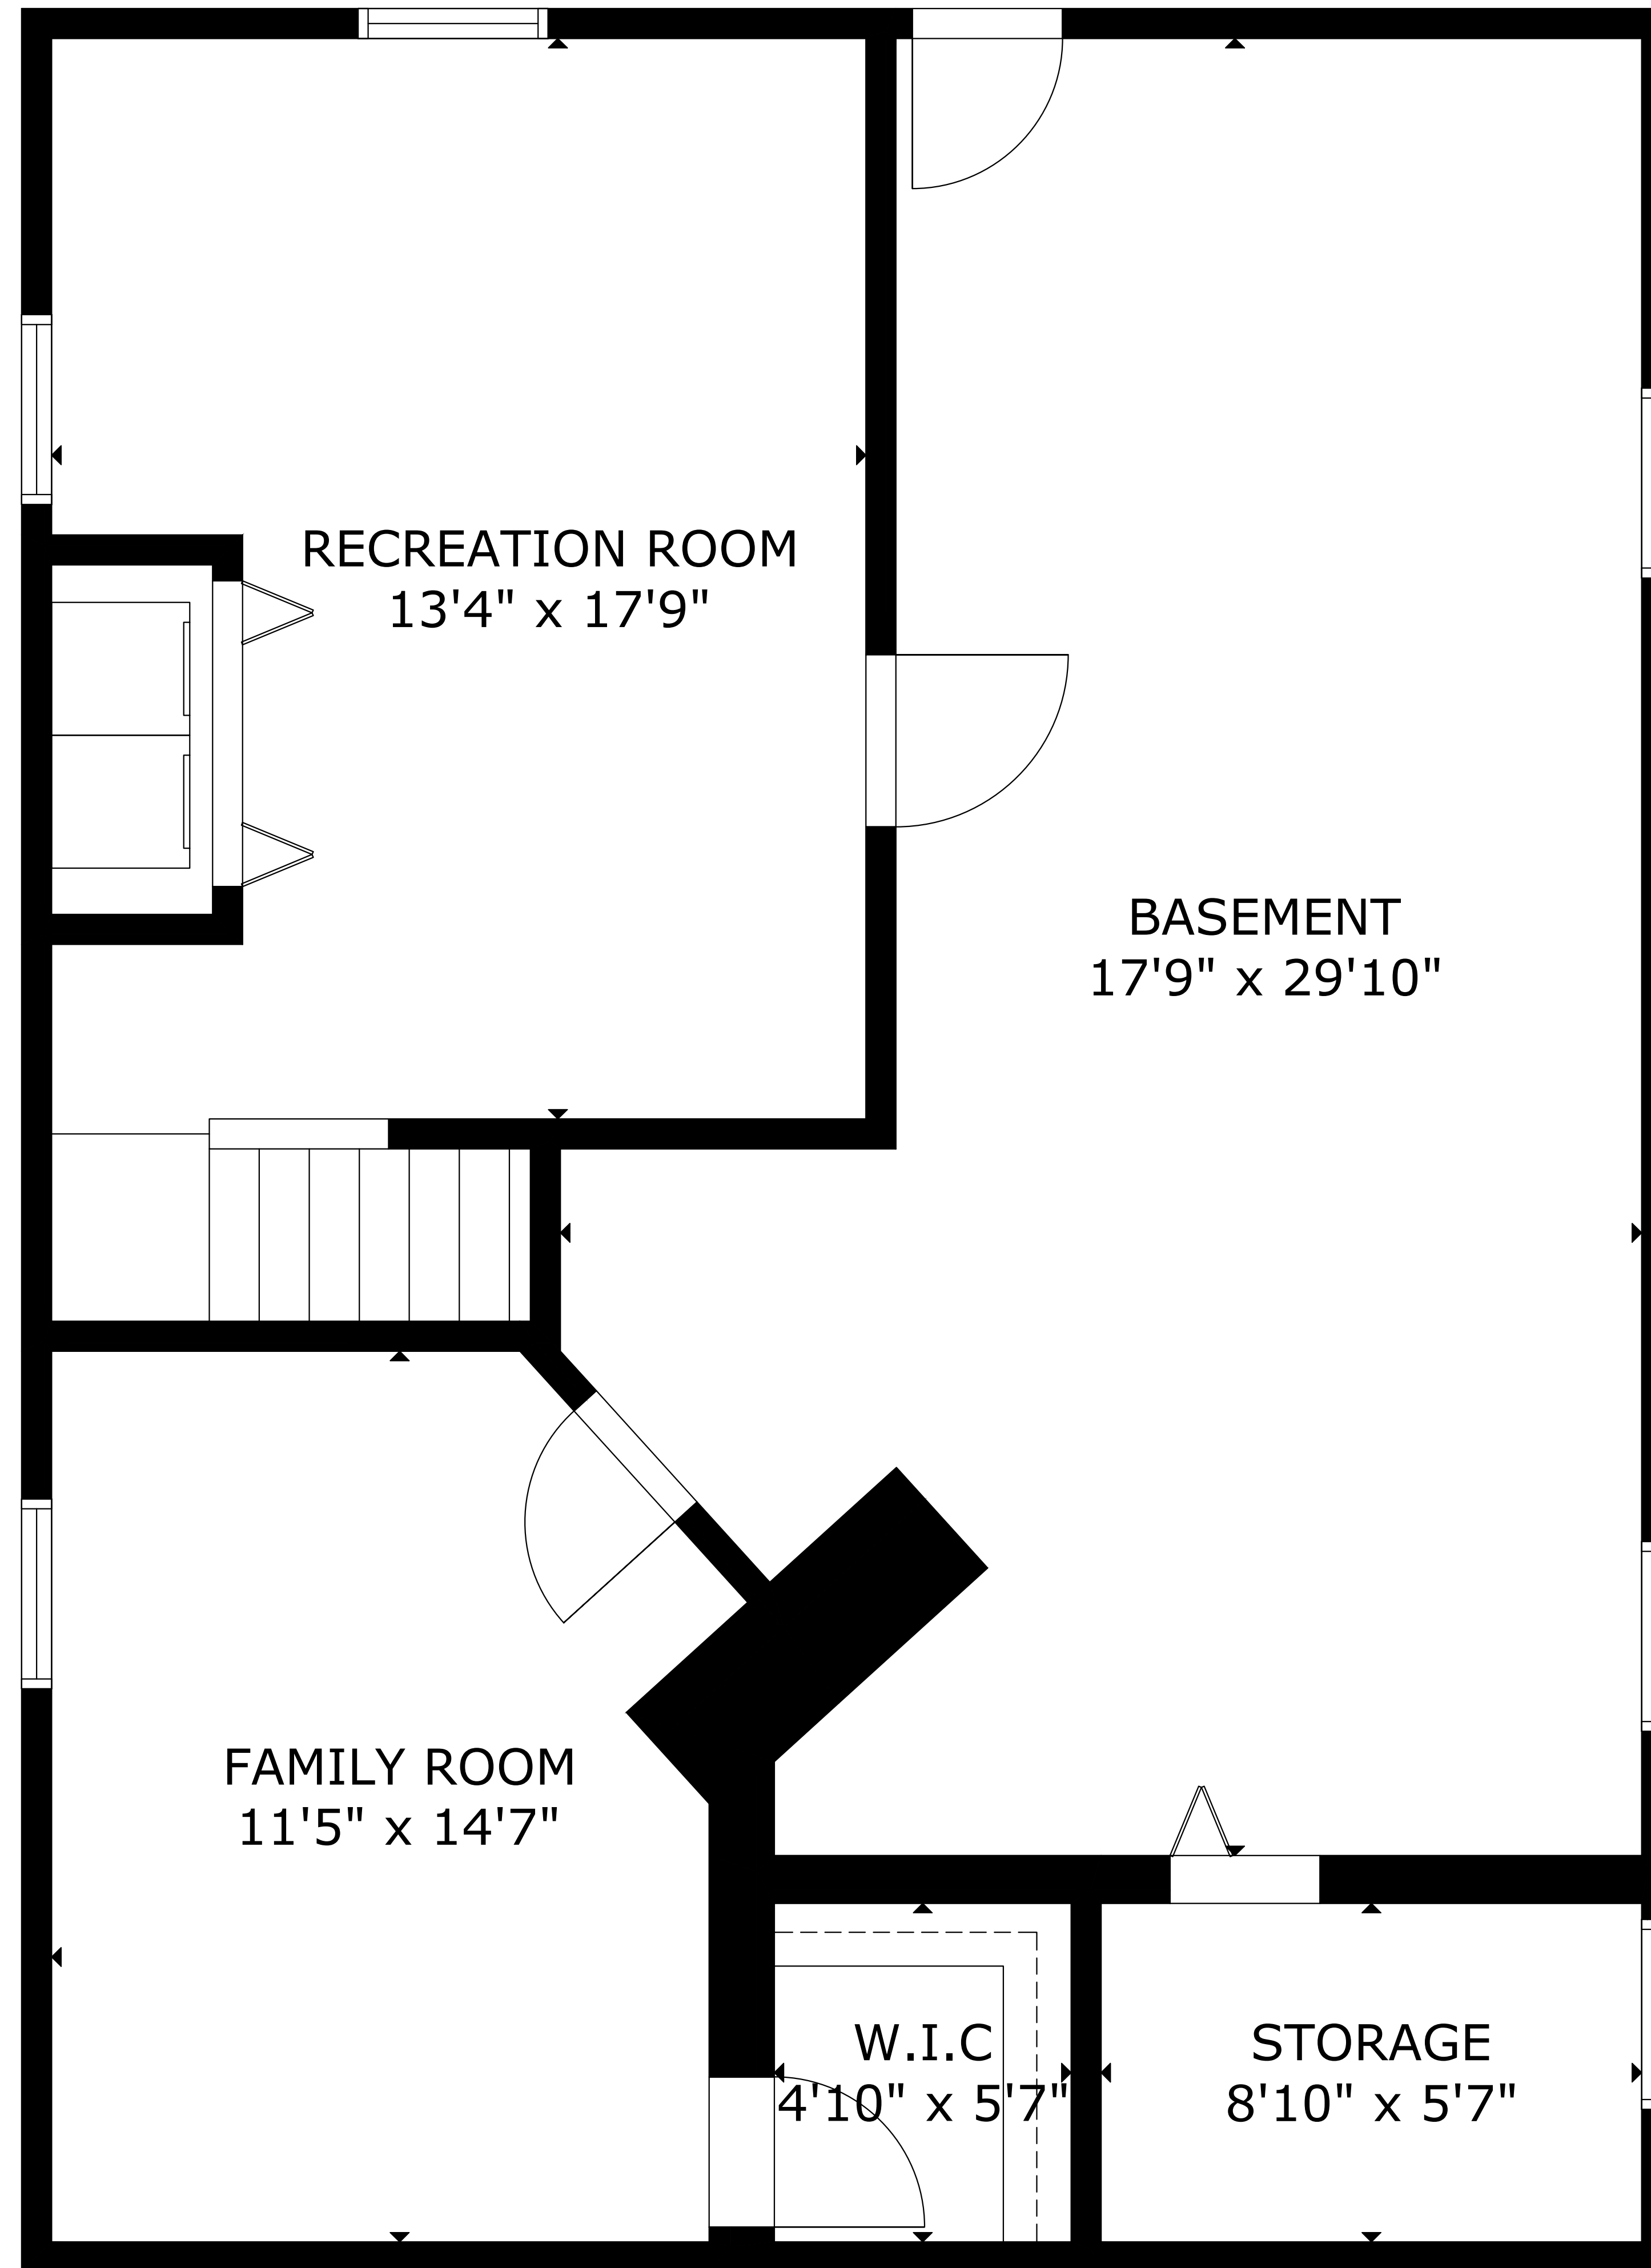 RECREATION ROOM
13'4" x 17'9"
BASEMENT
17'9" x 29'10"
FAMILY ROOM
11'5" x 14'7"
W.I.C
4'10" x 5'7"
STORAGE
8'10" x 5'7"